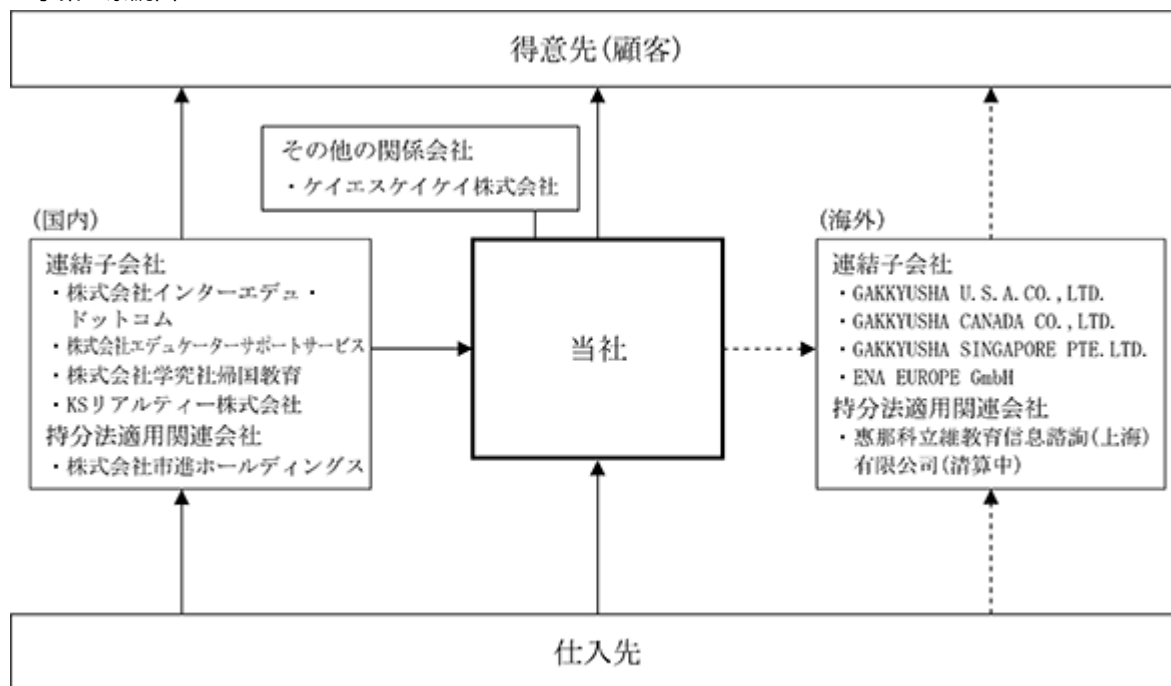 得意先(顧客)
その他の関係会社
・ケイエスケイケイ株式会社
(国内)
連結子会社
・株式会社インターエデュ・
ドットコム
・株式会社エデュケーターサポートサービス
・株式会社学究社帰国教育
・KSリアルティー株式会社
持分法適用関連会社
・株式会社市進ホールディングス
当社
(海外)
連結子会社
・GAKKYUSHA U.S.A.CO.,LTD.
・GAKKYUSHA CANADA CO.,LTD.
・GAKKYUSHA SINGAPORE PTE.LTD.
・ENA EUROPE GmbH
持分法適用関連会社
・惠那科立維教育信息諮詢(上海)
有限公司(清算中)
仕入先